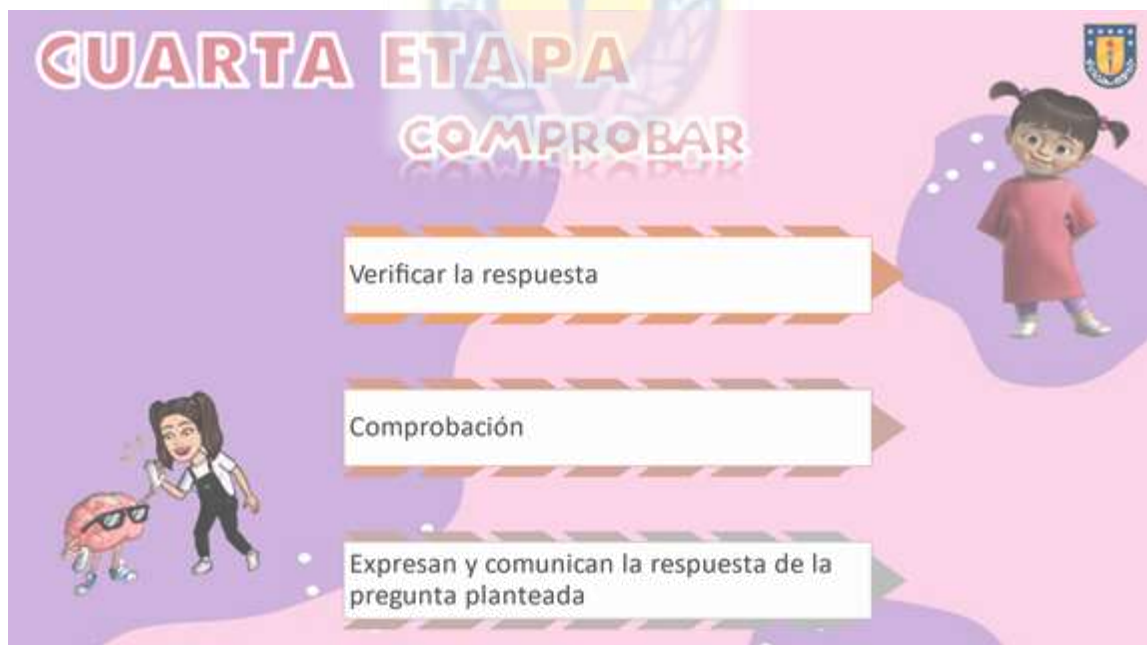 CUARTA ETAPA
COMPROBAR
Verificar la respuesta
Comprobación
Expresan y comunican la respuesta de la
pregunta planteada